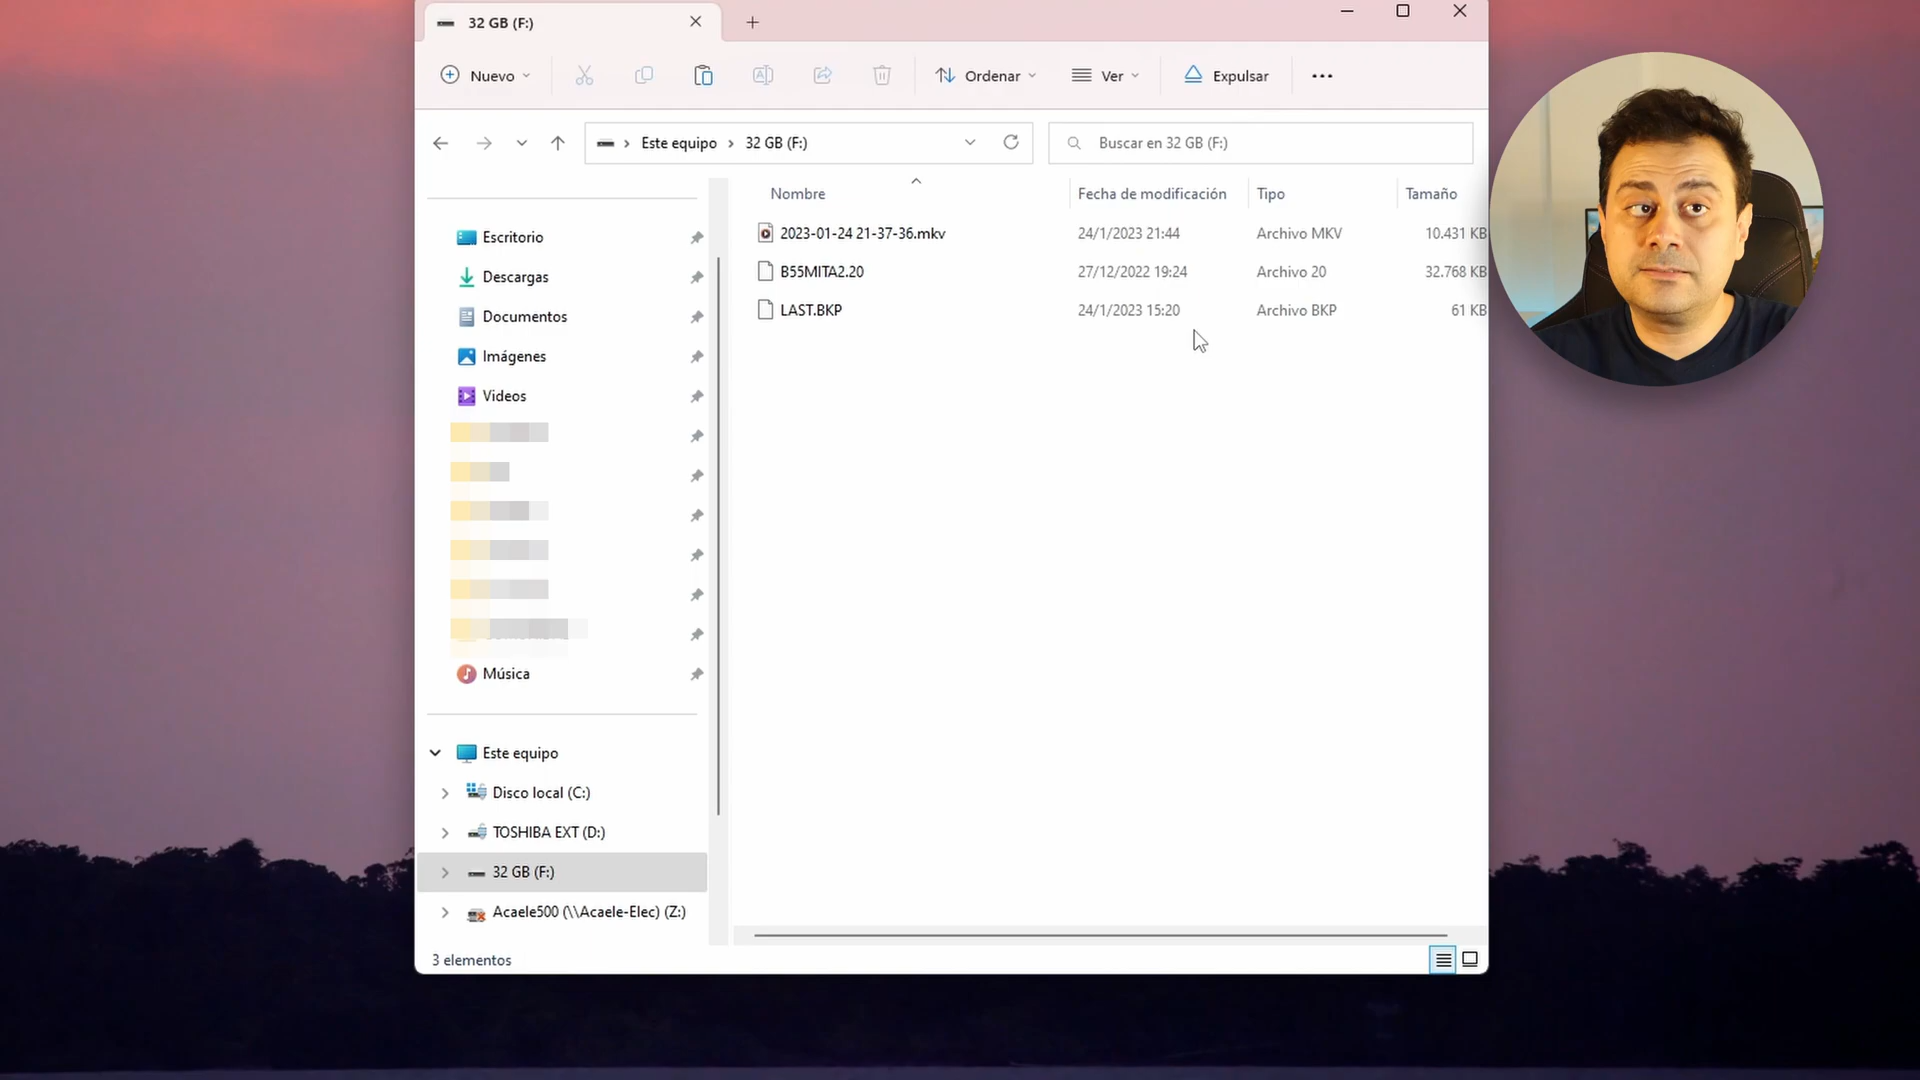 32 GB (F:)
Nuevo
Ordenar
Ver
Expulsar
Este equipo > 32 GB (F:)
Buscar en 32 GB (F:)
Nombre Fecha de modificación Tipo Tamaño
2023-01-24 21-37-36.mkv 24/1/2023 21:44 Archivo MKV 10.431 KB
B55MITA2.20 27/12/2022 19:24 Archivo 20 32.768 KB
LAST.BKP 24/1/2023 15:20 Archivo BKP 61 KB
Escritorio
Descargas
Documentos
Imágenes
Videos
Música
Este equipo
Disco local (C:)
TOSHIBA EXT (D:)
32 GB (F:)
Acaele500 (\\Acaele-Elec) (Z:)
3 elementos